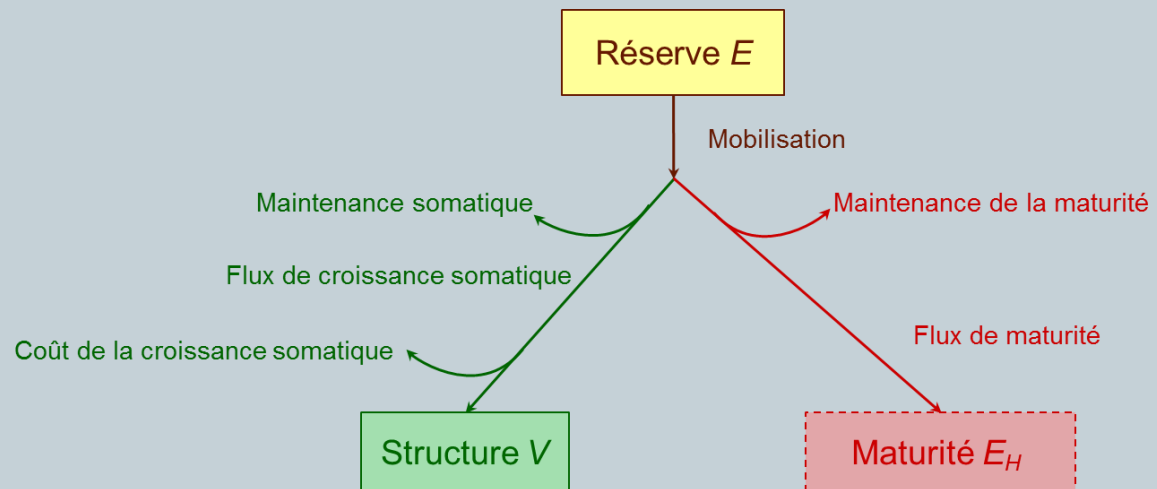 Réserve E
Mobilisation
Maintenance somatique
Maintenance de la maturité
Flux de croissance somatique
Flux de maturité
Coût de la croissance somatique
Structure V
Maturité E_H